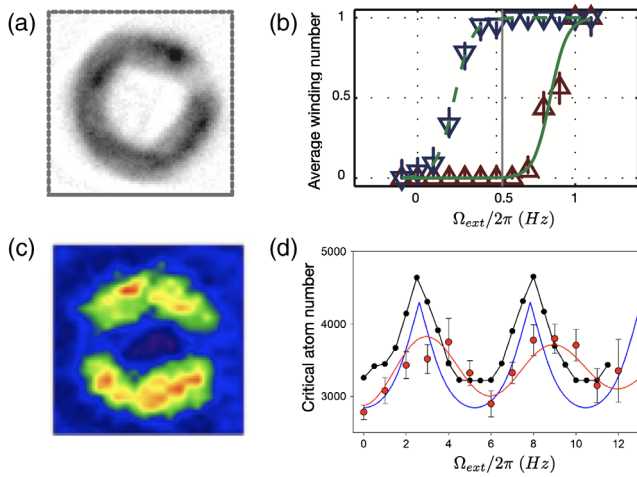 (a)
(b)
Average winding number
1
0.5
0
0
0.5
1
Ω_ext/2π (Hz)
(c)
(d)
Critical atom number
5000
4000
3000
0
2
4
6
8
10
12
Ω_ext/2π (Hz)